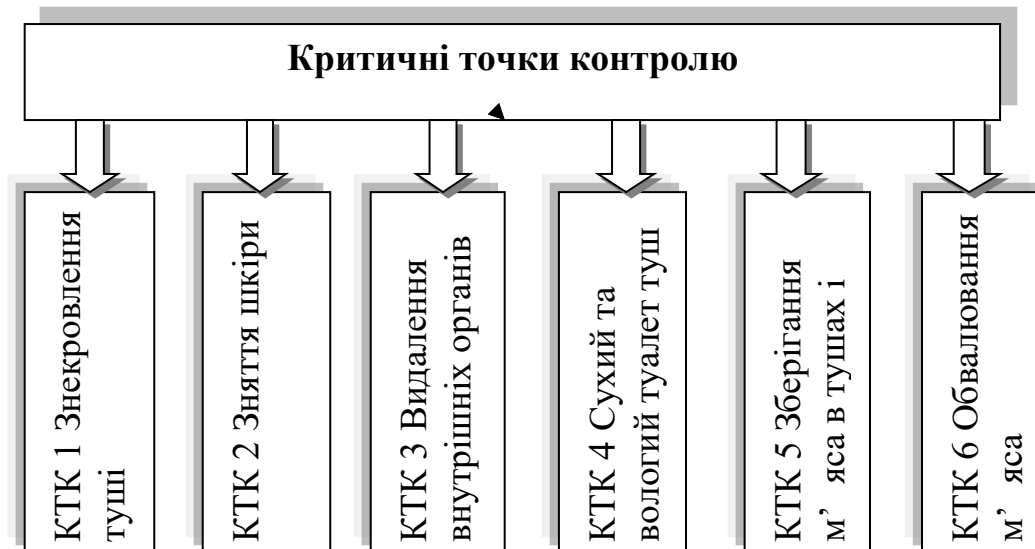 Критичні точки контролю
КТК 1 Знекровлення
туші
КТК 2 Зняття шкіри
КТК 3 Видалення
внутрішніх органів
КТК 4 Сухий та
вологий туалет туш
КТК 5 Зберігання
м’ яса в тушах і
КТК 6 Обвалювання
м’ яса